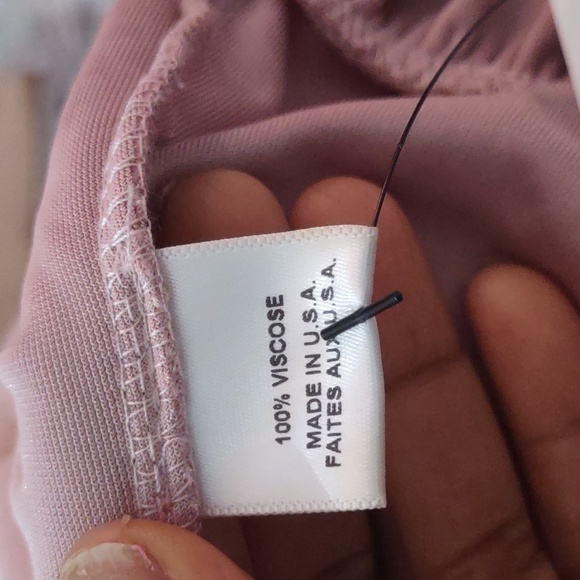 100% VISCOSE
MADE IN U.S.A.
FAITES AUX U.S.A.